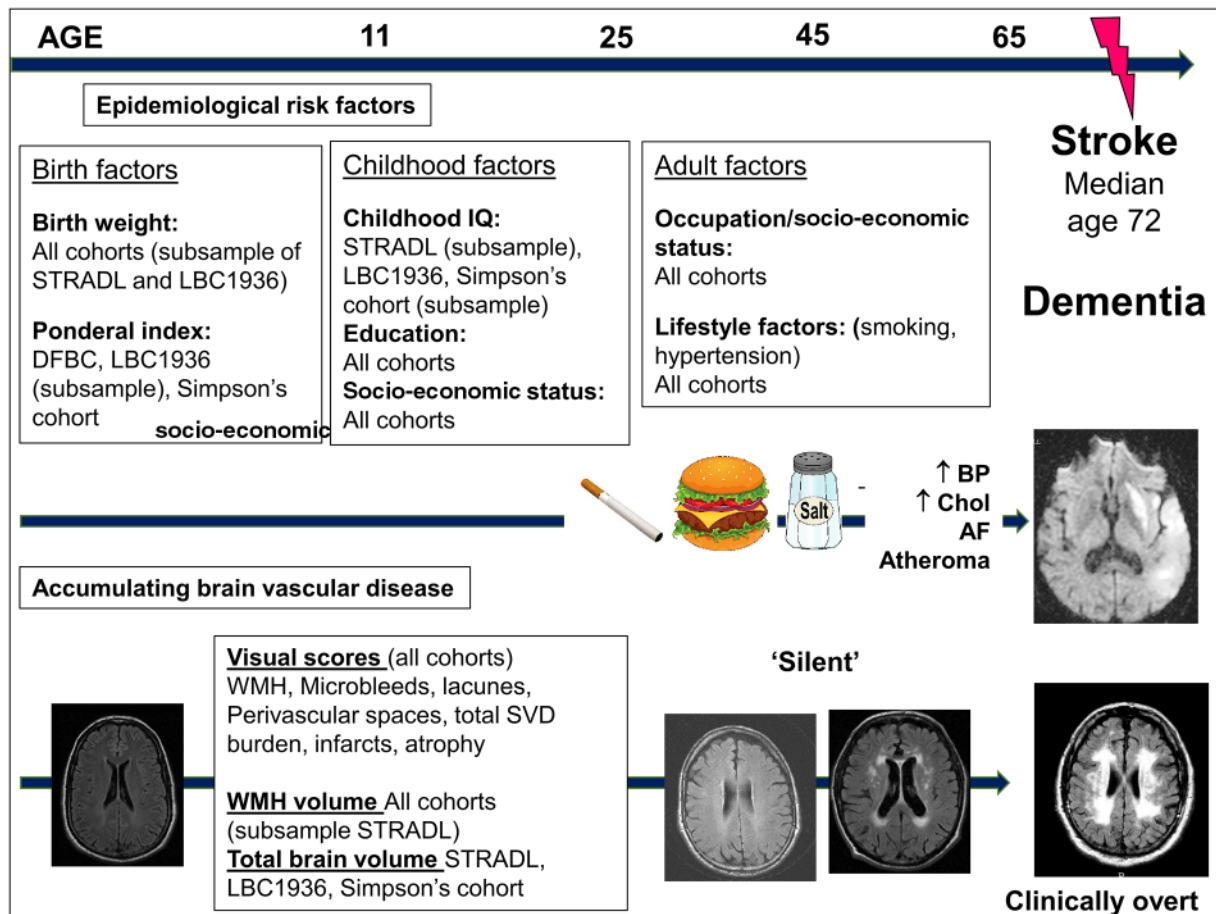 AGE 11 25 45 65
Epidemiological risk factors
Birth factors
Birth weight:
All cohorts (subsample of
STRADL and LBC1936)
Ponderal index:
DFBC, LBC1936
(subsample), Simpson's
cohort
socio-economic
Childhood factors
Childhood IQ:
STRADL (subsample),
LBC1936, Simpson's
cohort (subsample)
Education:
All cohorts
Socio-economic status:
All cohorts
Adult factors
Occupation/socio-economic
status:
All cohorts
Lifestyle factors: (smoking,
hypertension)
All cohorts
Stroke
Median
age 72
Dementia
Salt
-
↑ BP
↑ Chol
AF
Atheroma
Accumulating brain vascular disease
Visual scores (all cohorts)
WMH, Microbleeds, lacunes,
Perivascular spaces, total SVD
burden, infarcts, atrophy
WMH volume All cohorts
(subsample STRADL)
Total brain volume STRADL,
LBC1936, Simpson's cohort
'Silent'
Clinically overt